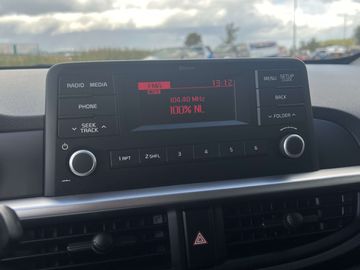 RADIO MEDIA
PHONE
SEEK
TRACK
FM3
13:12
104.40 MHz
100% NL
MENU SETUP
BACK
FOLDER
1 RPT 2 SHFL 3 4 5 6